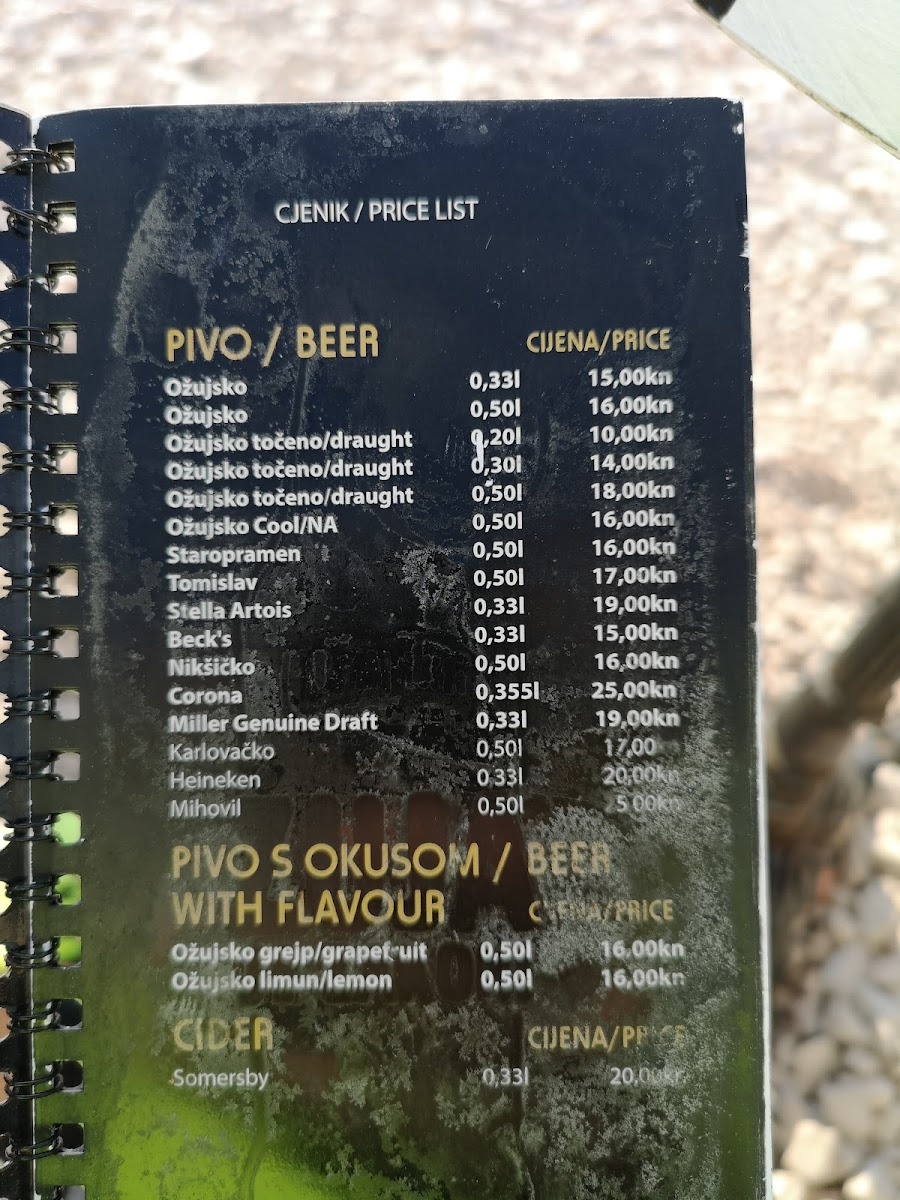 CJENIK / PRICE LIST
PIVO / BEER CIJENA/PRICE
Ožujsko 0,33l 15,00kn
Ožujsko 0,50l 16,00kn
Ožujsko točeno/draught 0,20l 10,00kn
Ožujsko točeno/draught 0,30l 14,00kn
Ožujsko točeno/draught 0,50l 18,00kn
Ožujsko Cool/NA 0,50l 16,00kn
Staropramen 0,50l 16,00kn
Tomislav 0,50l 17,00kn
Stella Artois 0,33l 19,00kn
Beck's 0,33l 15,00kn
Nikšićko 0,50l 16,00kn
Corona 0,355l 25,00kn
Miller Genuine Draft 0,33l 19,00kn
Karlovačko 0,50l 17,00
Heineken 0,33l 20,00kn
Mihovil 0,50l
PIVO S OKUSOM / BEER
WITH FLAVOUR CIJENA/PRICE
Ožujsko grejp/grapefruit 0,50l 16,00kn
Ožujsko limun/lemon 0,50l 16,00kn
CIDER CIJENA/PRICE
Somersby 0,33l 20,00kn